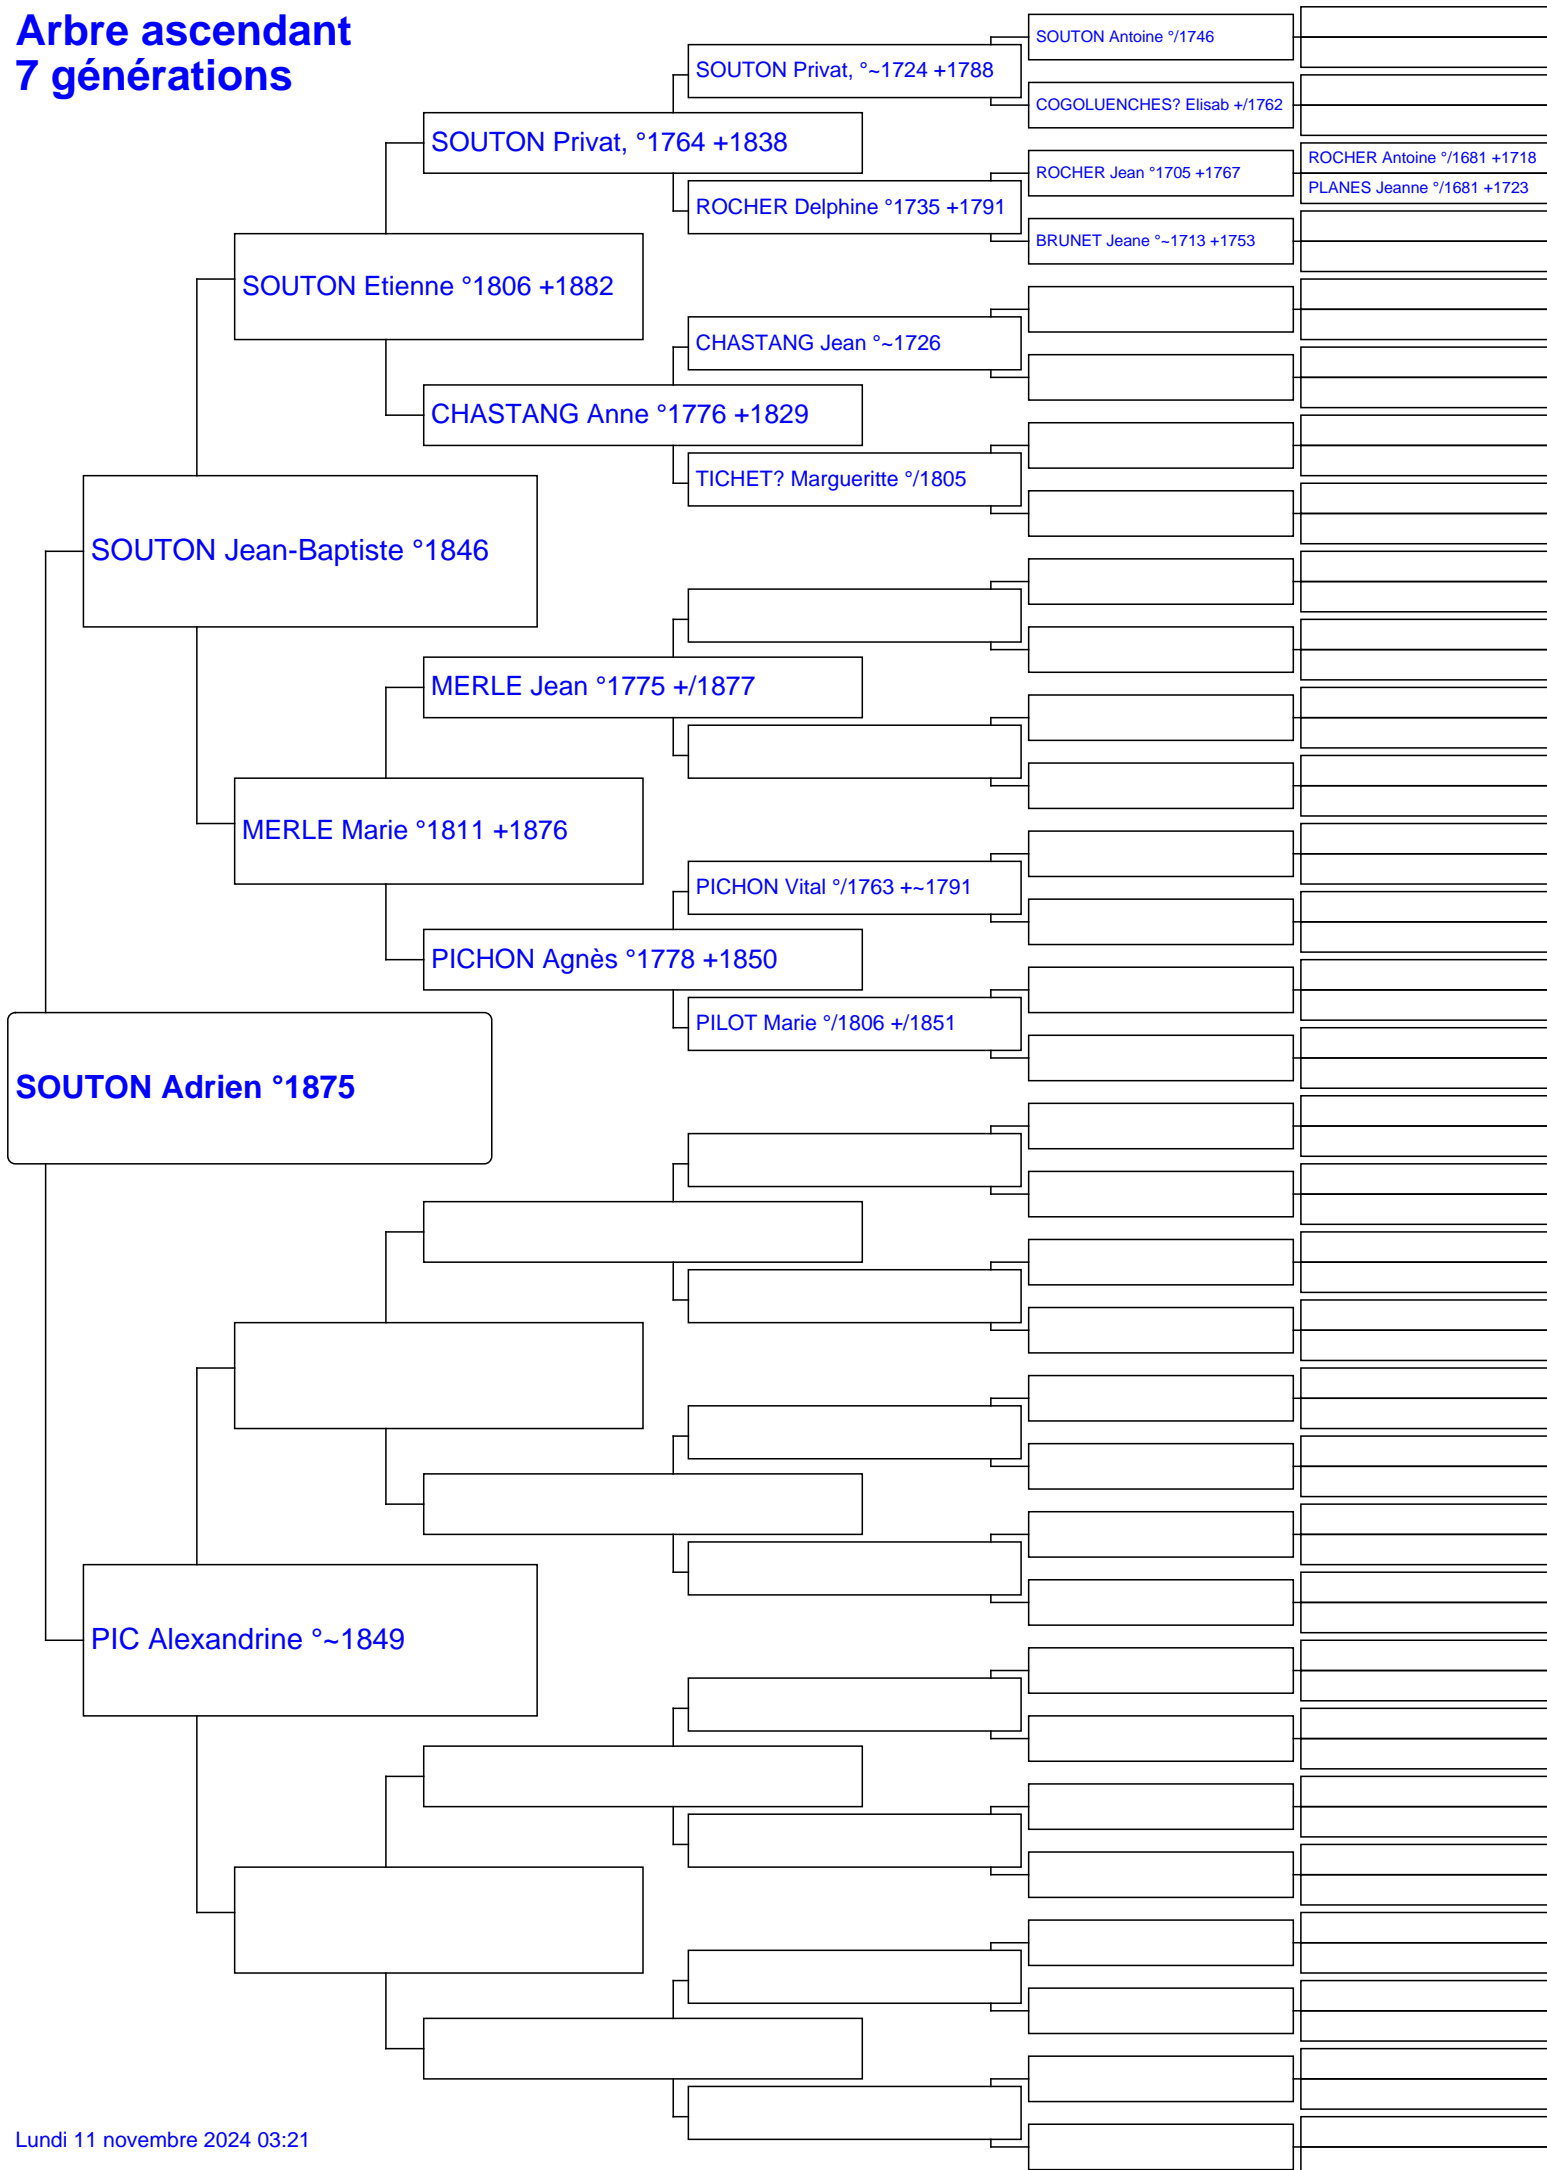 Arbre ascendant
7 générations
SOUTON Antoine °/1746
SOUTON Privat, °~1724 +1788
COGOLUENCHES? Elisab +/1762
SOUTON Privat, °1764 +1838
ROCHER Antoine °/1681 +1718
ROCHER Jean °1705 +1767
PLANES Jeanne °/1681 +1723
ROCHER Delphine °1735 +1791
BRUNET Jeane °~1713 +1753
SOUTON Etienne °1806 +1882
CHASTANG Jean °~1726
CHASTANG Anne °1776 +1829
TICHET? Margueritte °/1805
SOUTON Jean-Baptiste °1846
MERLE Jean °1775 +/1877
MERLE Marie °1811 +1876
PICHON Vital °/1763 +~1791
PICHON Agnès °1778 +1850
PILOT Marie °/1806 +/1851
SOUTON Adrien °1875
PIC Alexandrine °~1849
Lundi 11 novembre 2024 03:21